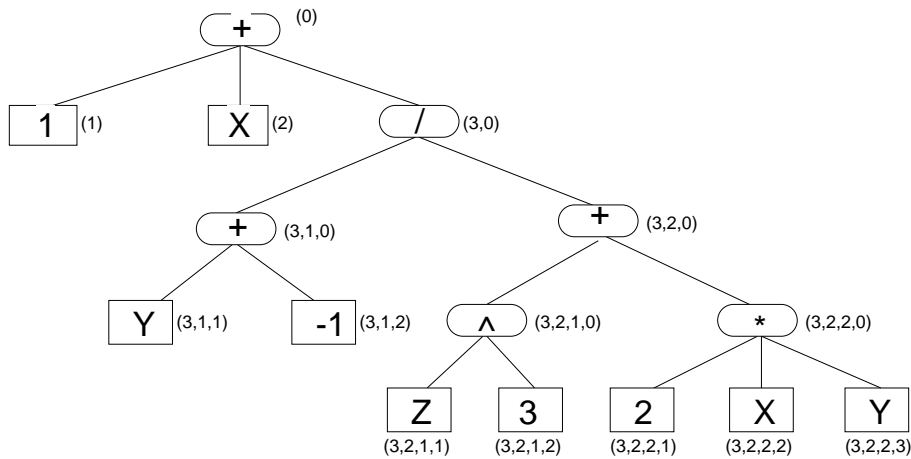 + (0)
1 (1) X (2) / (3,0)
+ (3,1,0) + (3,2,0)
Y (3,1,1) -1 (3,1,2) ^ (3,2,1,0) * (3,2,2,0)
Z 3 2 X Y
(3,2,1,1) (3,2,1,2) (3,2,2,1) (3,2,2,2) (3,2,2,3)